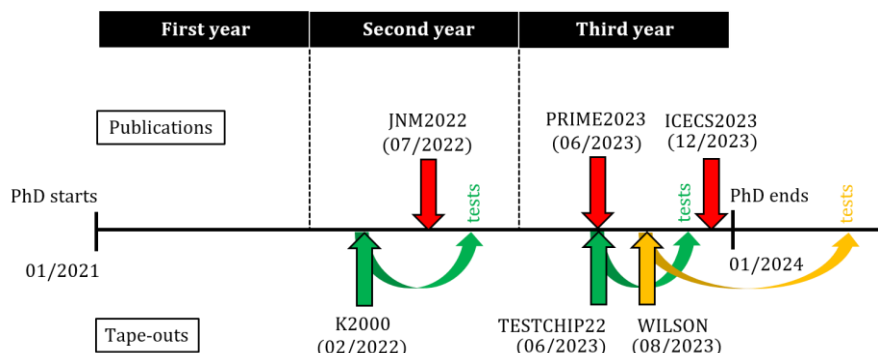 First year
Second year
Third year
Publications
JNM2022
(07/2022)
PRIME2023
(06/2023)
ICECS2023
(12/2023)
PhD starts
tests
tests
PhD ends
tests
01/2021
01/2024
Tape-outs
K2000
(02/2022)
TESTCHIP22
(06/2023)
WILSON
(08/2023)